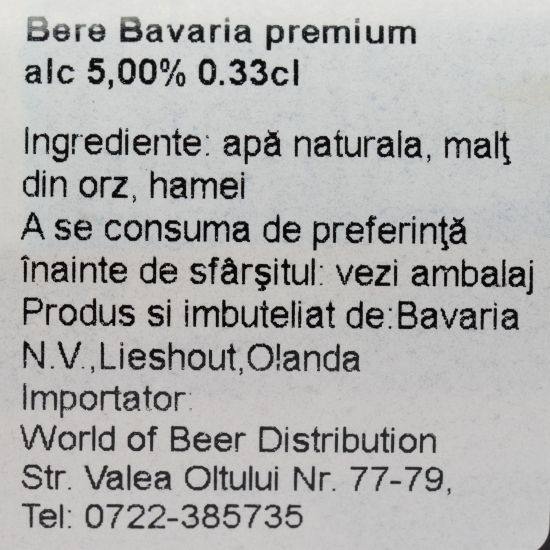 Bere Bavaria premium
alc 5,00% 0.33cl
Ingrediente: apă naturala, malţ
din orz, hamei
A se consuma de preferinţă
înainte de sfârşitul: vezi ambalaj
Produs si imbuteliat de:Bavaria
N.V.,Lieshout,Olanda
Importator:
World of Beer Distribution
Str. Valea Oltului Nr. 77-79,
Tel: 0722-385735